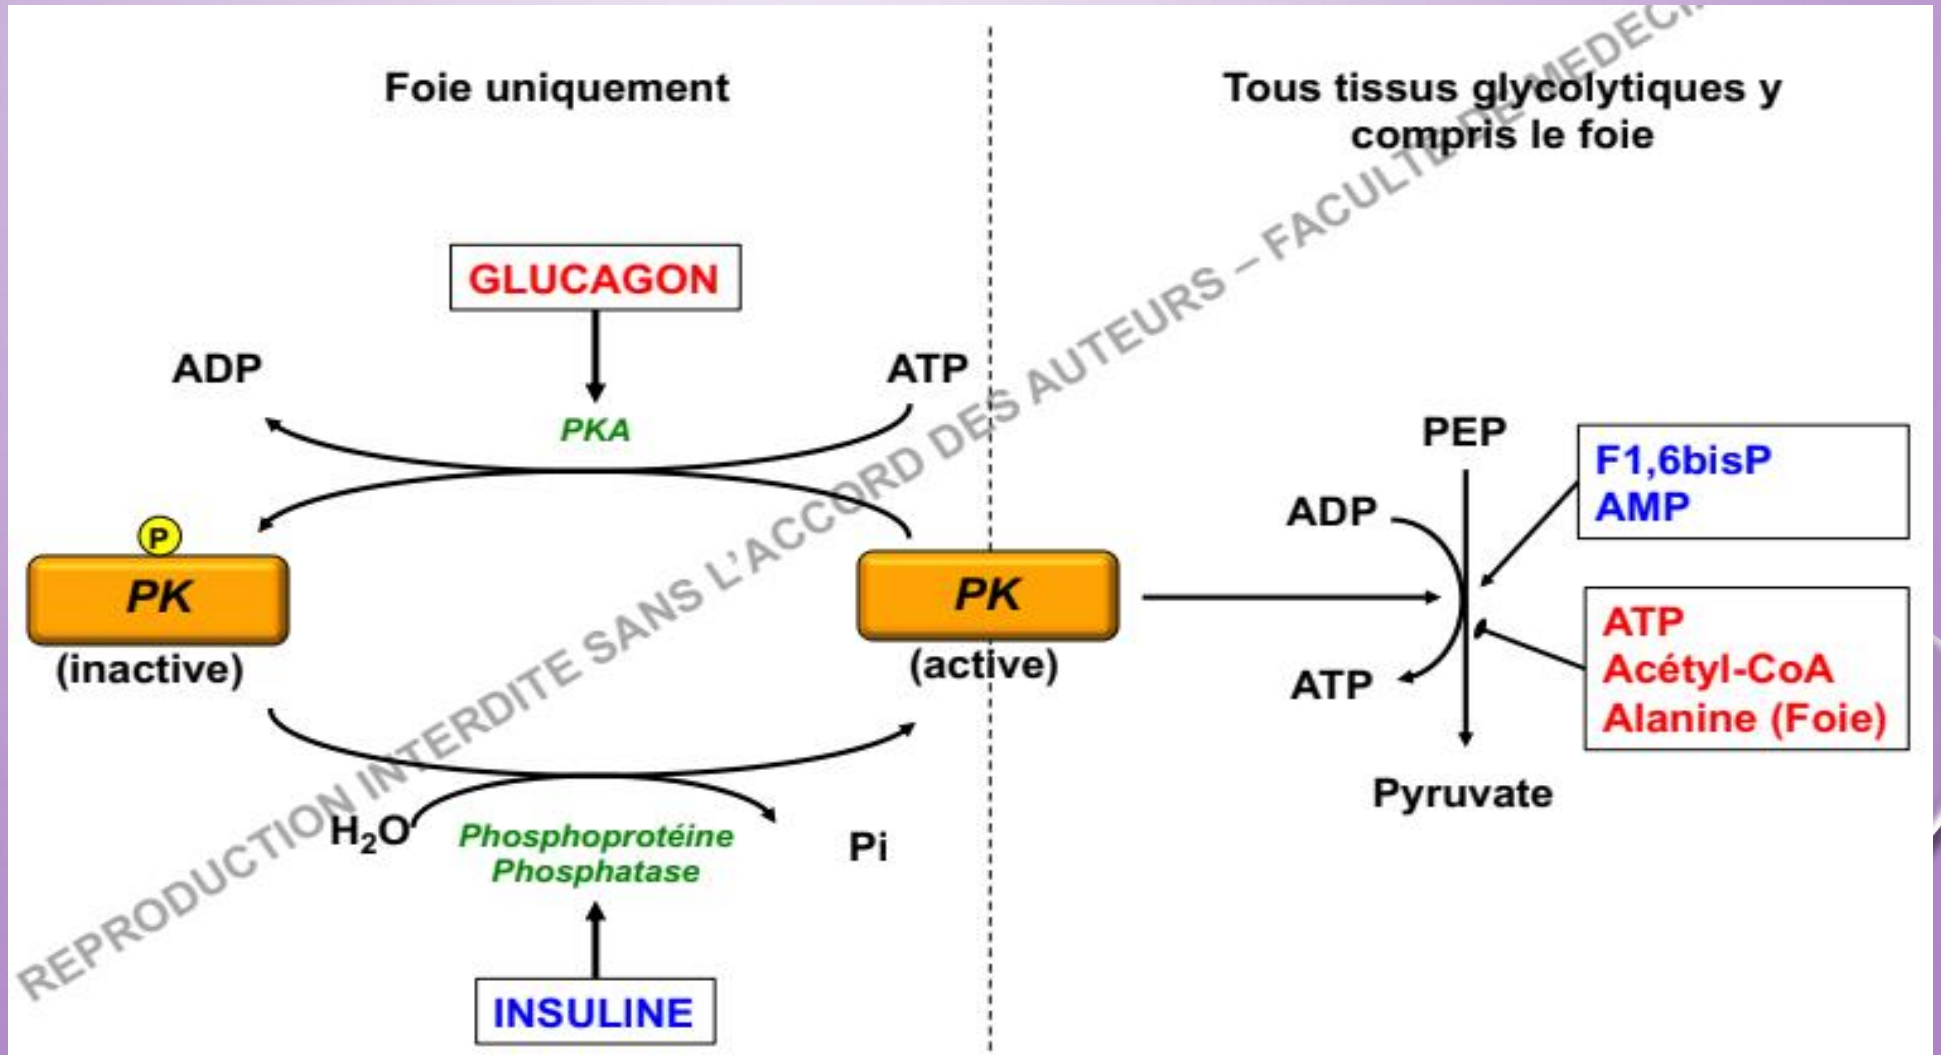 Foie uniquement
Tous tissus glycolytiques y
compris le foie
GLUCAGON
ADP
ATP
PKA
P
PK
(inactive)
PK
(active)
H₂O
Phosphoprotéine
Phosphatase
Pi
INSULINE
PEP
ADP
ATP
Pyruvate
F1,6bisP
AMP
ATP
Acétyl-CoA
Alanine (Foie)
REPRODUCTION INTERDITE SANS L'ACCORD DES AUTEURS – FACULTE DE